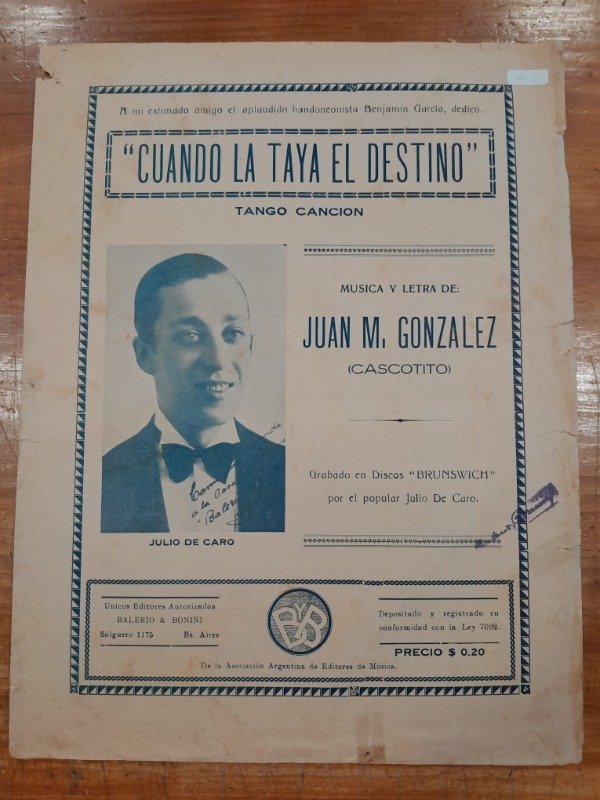 A mi estimado amigo el aplaudido bandoneonista Benjamín García, dedico.
"CUANDO LA TAYA EL DESTINO"
TANGO CANCION
MUSICA Y LETRA DE:
JUAN M. GONZALEZ
(CASCOTITO)
Grabado en Discos "BRUNSWICH"
por el popular Julio De Caro.
a la
JULIO DE CARO
Unicos Editores Autorizados
BALERIO & BONINI
Salguero 1175 Bs. Aires
B Y B
Depositado y registrado en
conformidad con la Ley 7092.
PRECIO $ 0.20
De la Asociación Argentina de Editores de Música.